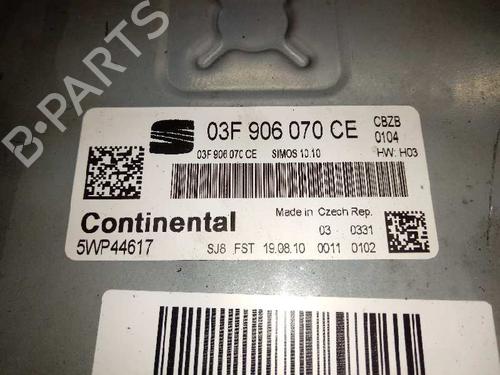 03F 906 070 CE
CBZB
0104
03F 906 070 CE SIMOS 10.10
HW: H03
Continental
Made in Czech Rep.
03 0331
5WP44617
SJ8 FST 19.08.10 0011 0102
B-PARTS